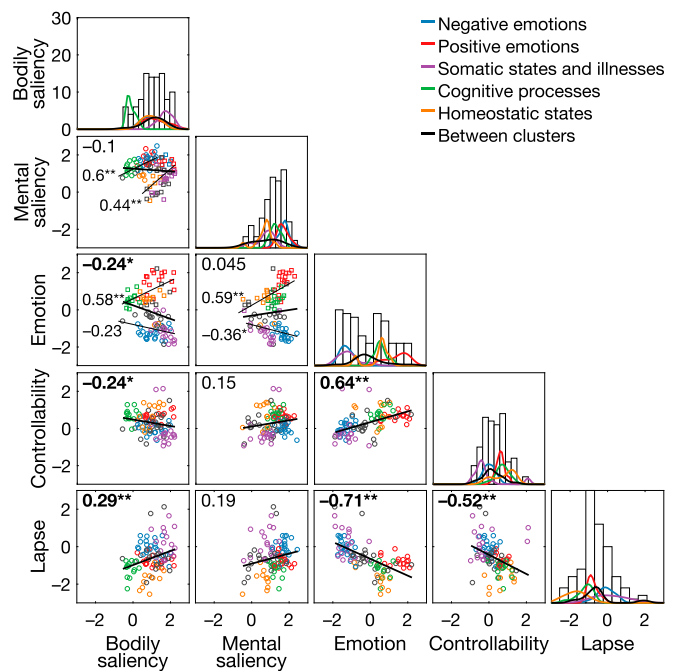 30
20
10
0
Bodily
saliency
Negative emotions
Positive emotions
Somatic states and illnesses
Cognitive processes
Homeostatic states
Between clusters
2
0
−2
Mental
saliency
−0.1
0.6**
0.44**
2
0
−2
Emotion
−0.24*
0.58**
−0.23
0.045
0.59**
−0.36*
2
0
−2
Controllability
−0.24*
0.15
0.64**
2
0
−2
Lapse
0.29**
0.19
−0.71**
−0.52**
−2 0 2
−2 0 2
−2 0 2
−2 0 2
−2 0 2
Bodily
saliency
Mental
saliency
Emotion
Controllability
Lapse